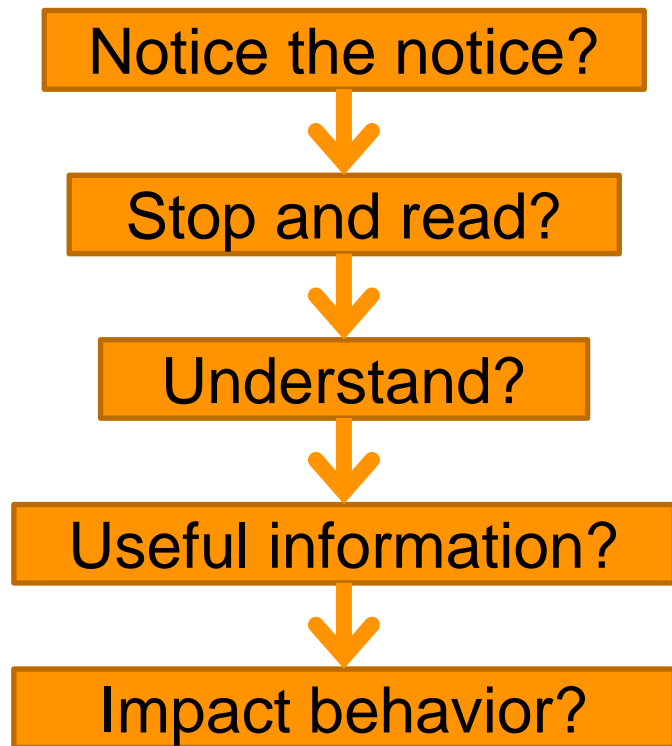 Notice the notice?
Stop and read?
Understand?
Useful information?
Impact behavior?